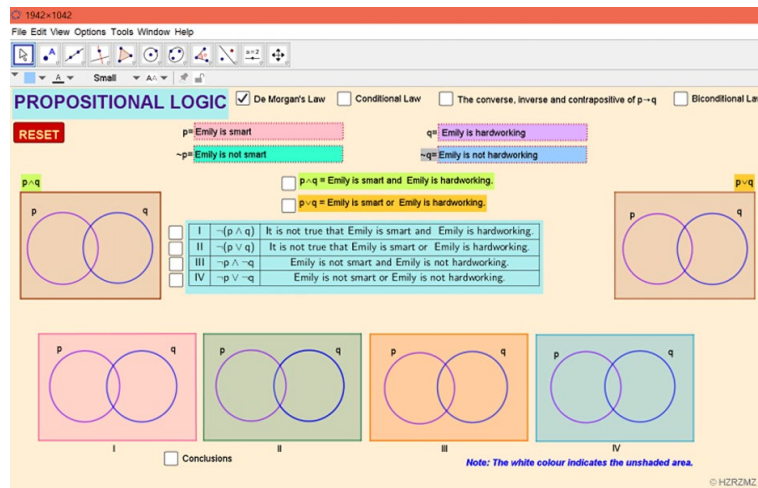 1942×1042
File Edit View Options Tools Window Help
A
a=2
A Small AA
PROPOSITIONAL LOGIC De Morgan's Law Conditional Law The converse, inverse and contrapositive of p→q Biconditional La
RESET
p= Emily is smart q= Emily is hardworking
~p= Emily is not smart ~q= Emily is not hardworking
p∧q p∧q = Emily is smart and Emily is hardworking. p∨q
p∨q = Emily is smart or Emily is hardworking.
p q p q
I ¬(p ∧ q) It is not true that Emily is smart and Emily is hardworking.
II ¬(p ∨ q) It is not true that Emily is smart or Emily is hardworking.
III ¬p ∧ ¬q Emily is not smart and Emily is not hardworking.
IV ¬p ∨ ¬q Emily is not smart or Emily is not hardworking.
p q p q p q p q
I II III IV
Conclusions
Note: The white colour indicates the unshaded area.
© HZRZMZ